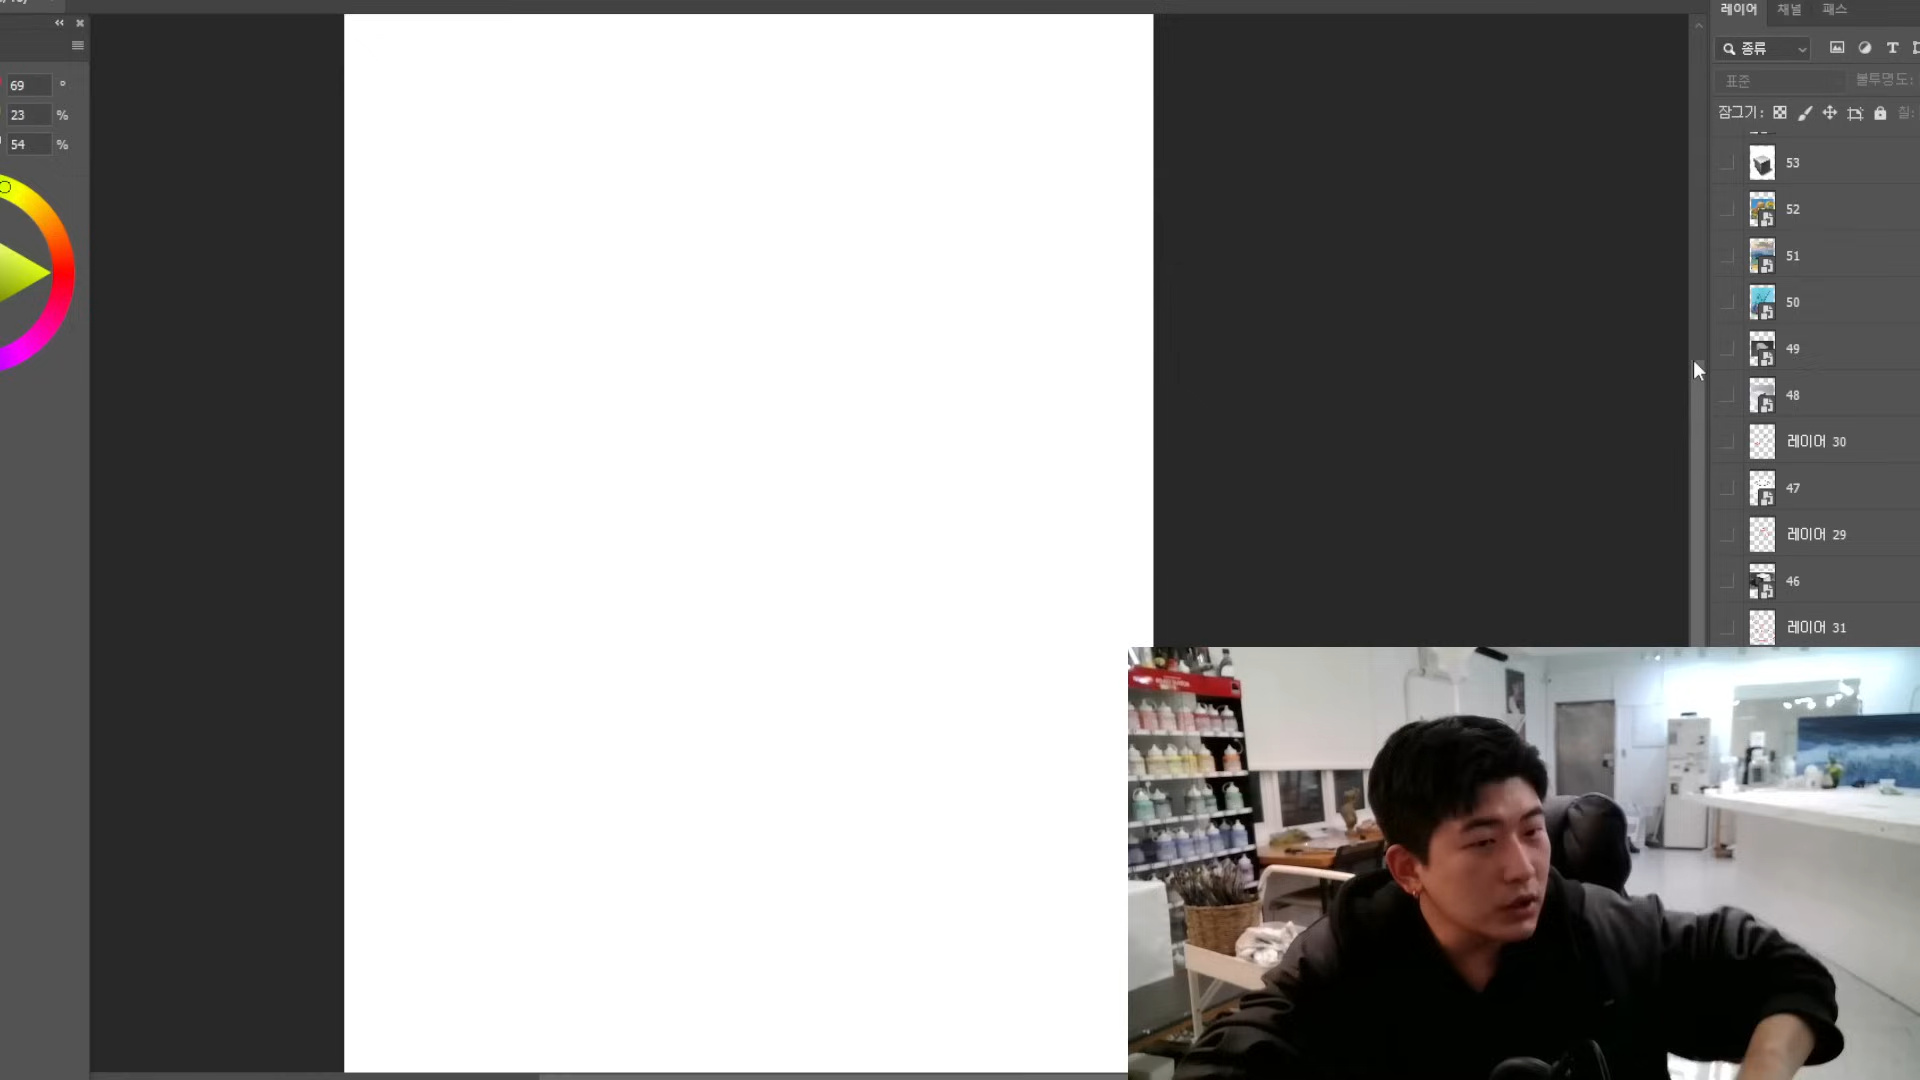 레이어 채널 패스
종류
T
표준 불투명도:
잠그기: 칠:
69 °
23 %
54 %
53
52
51
50
49
48
레이어 30
47
레이어 29
46
레이어 31